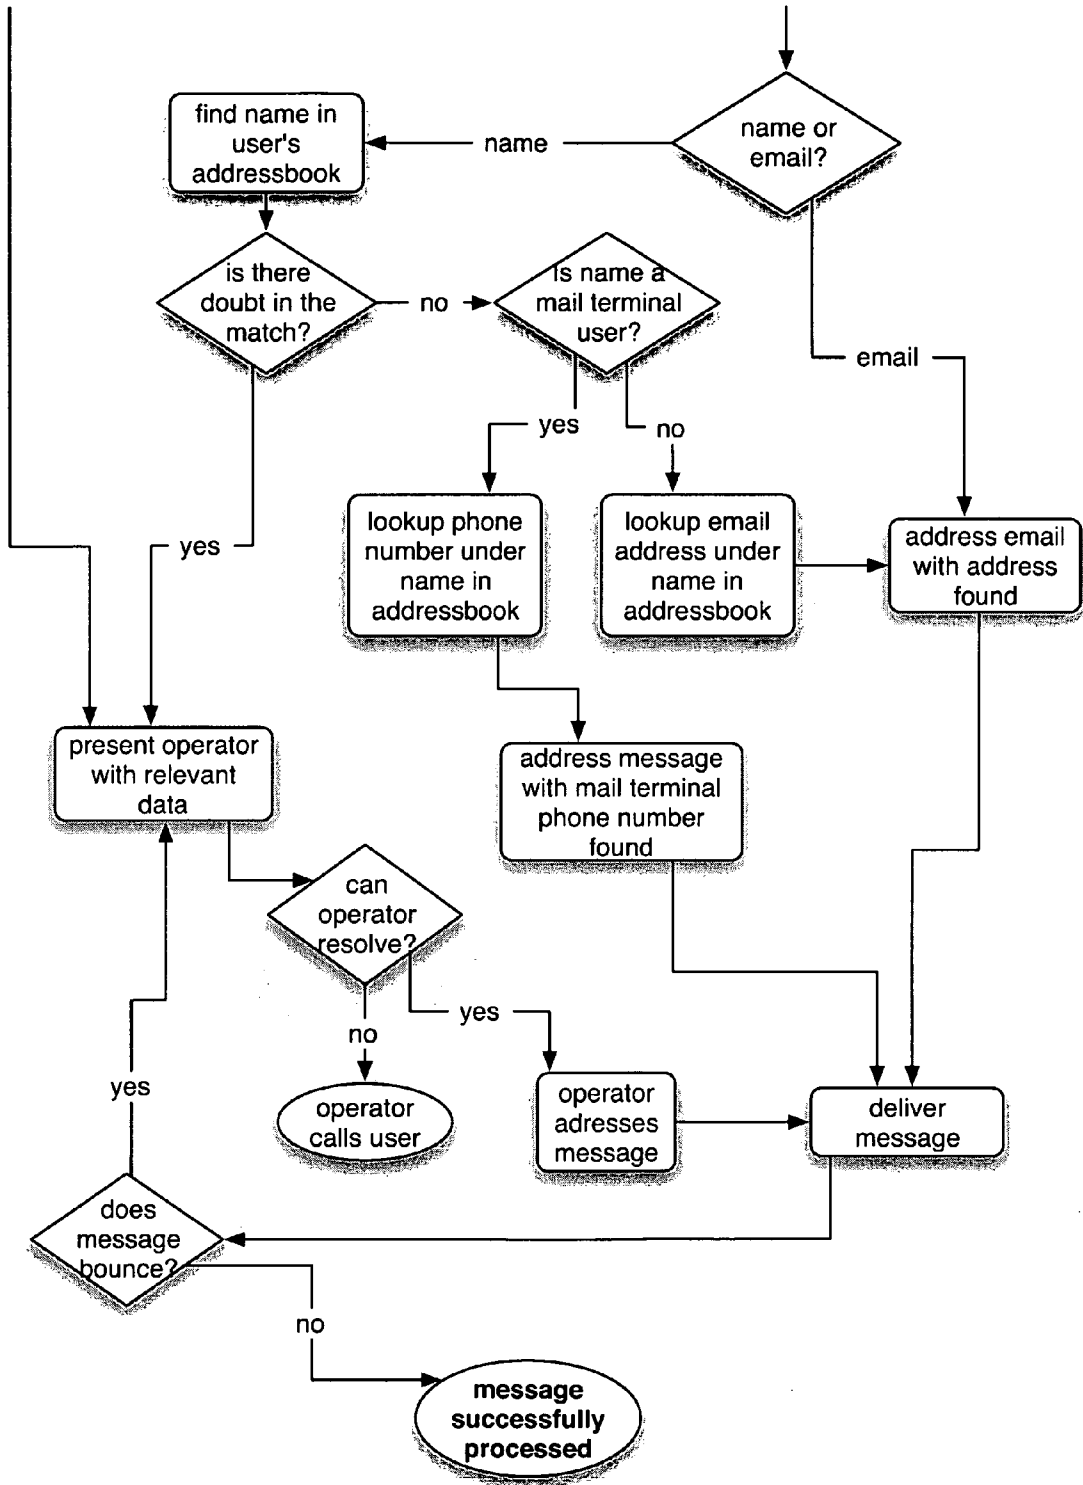 name or
email?
name
find name in
user's
addressbook
is there
doubt in the
match?
no
Is name a
mail terminal
user?
email
yes
no
yes
lookup phone
number under
name in
addressbook
lookup email
address under
name in
addressbook
address email
with address
found
present operator
with relevant
data
address message
with mail terminal
phone number
found
can
operator
resolve?
yes
no
yes
operator
calls user
operator
adresses
message
deliver
message
does
message
bounce?
no
message
successfully
processed